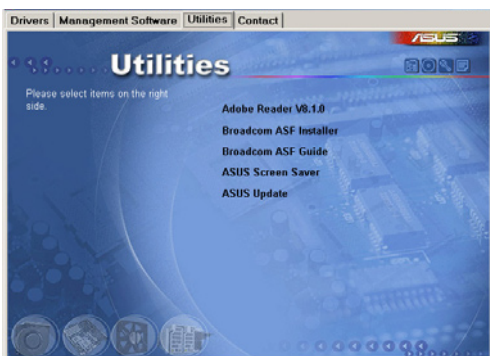 Drivers Management Software Utilities Contact
ASUS
Utilities
Please select items on the right
side.
Adobe Reader V8.1.0
Broadcom ASF Installer
Broadcom ASF Guide
ASUS Screen Saver
ASUS Update